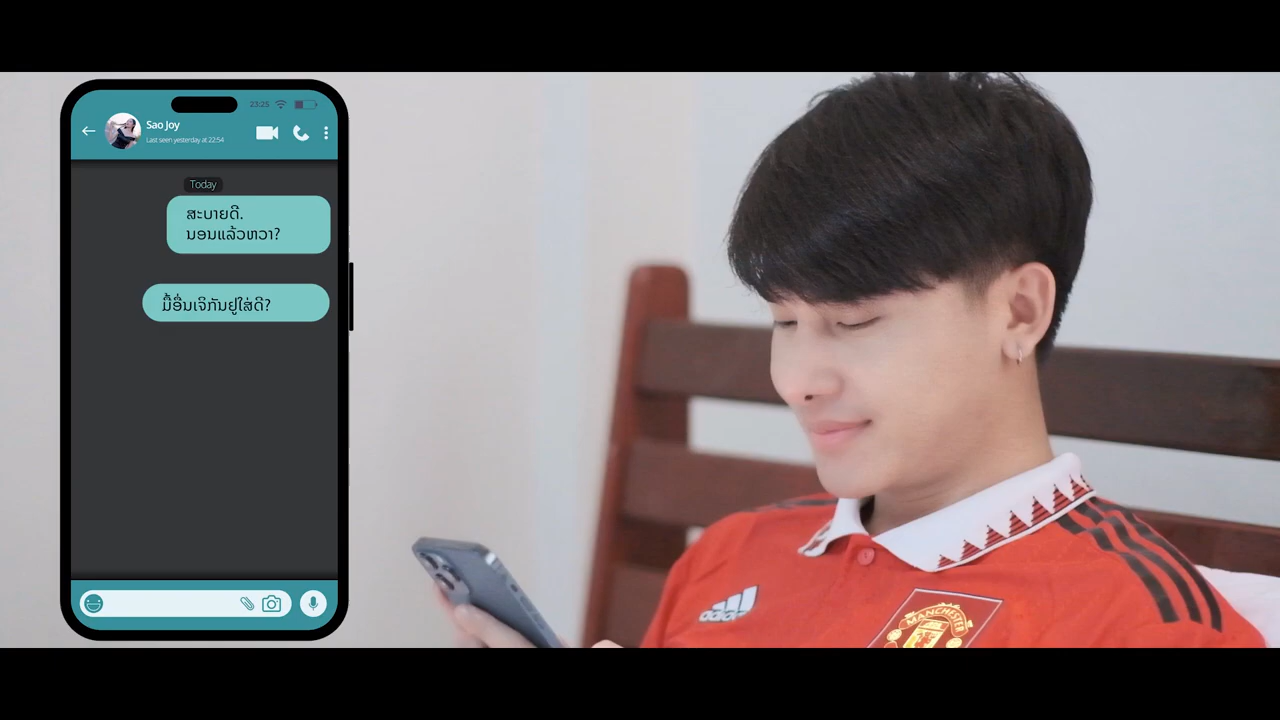 23:25
Sao Joy
Last seen yesterday at 22:54
Today
ສະບາຍດີ.
ນອນແລ້ວຫວາ?
ມື້ອື່ນເຈິກັນຢູ່ໃສ່ດີ?
adidas
MANCHESTER